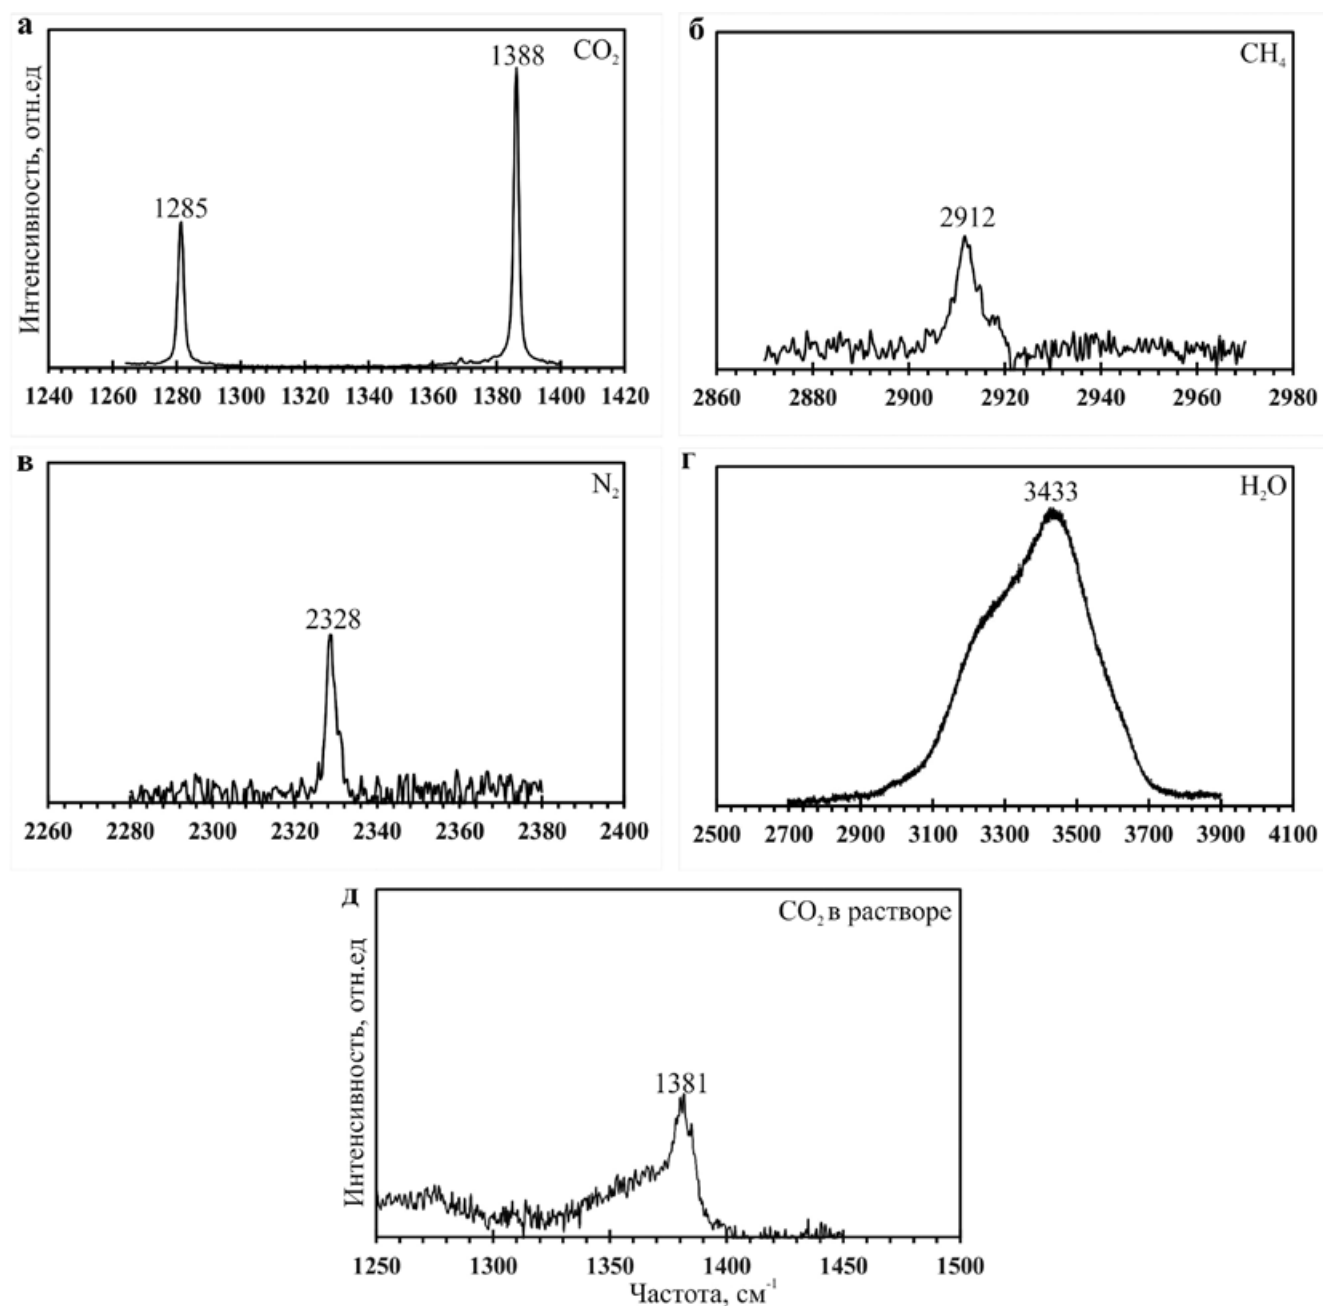 а
CO₂
1388
1285
Интенсивность, отн.ед
1240 1260 1280 1300 1320 1340 1360 1380 1400 1420
б
CH₄
2912
2860 2880 2900 2920 2940 2960 2980
в
N₂
2328
2260 2280 2300 2320 2340 2360 2380 2400
г
H₂O
3433
2500 2700 2900 3100 3300 3500 3700 3900 4100
д
CO₂ в растворе
1381
Интенсивность, отн.ед
1250 1300 1350 1400 1450 1500
Частота, см⁻¹